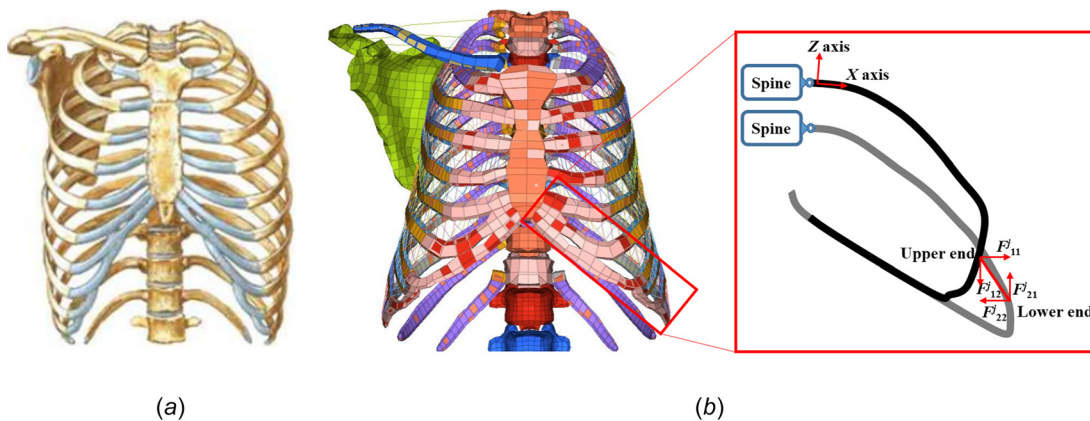 Z axis
X axis
Spine
Spine
Upper end
F^j_11
F^j_12
F^j_21
F^j_22
Lower end
(a)
(b)